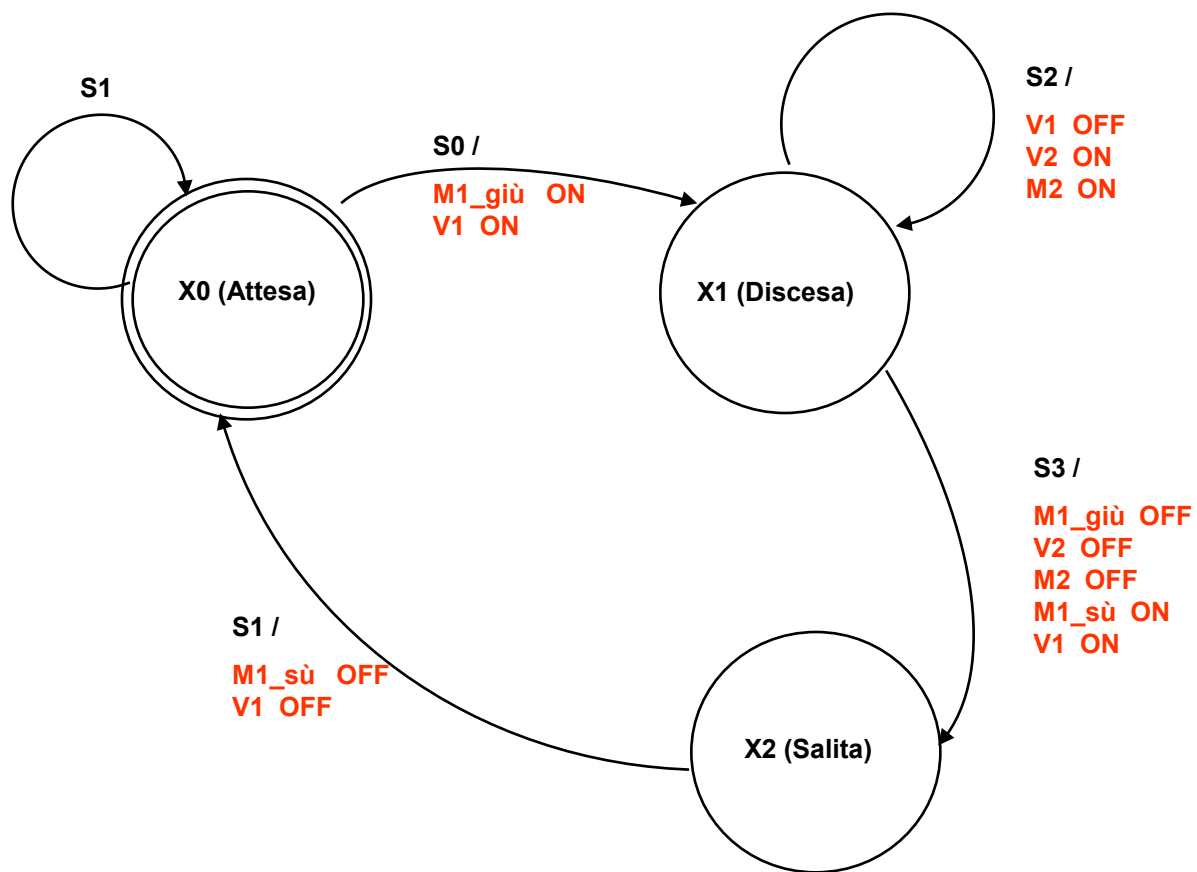 S1
S0 /
M1_giù ON
V1 ON
S2 /
V1 OFF
V2 ON
M2 ON
X0 (Attesa)
X1 (Discesa)
S3 /
M1_giù OFF
V2 OFF
M2 OFF
M1_sù ON
V1 ON
S1 /
M1_sù OFF
V1 OFF
X2 (Salita)